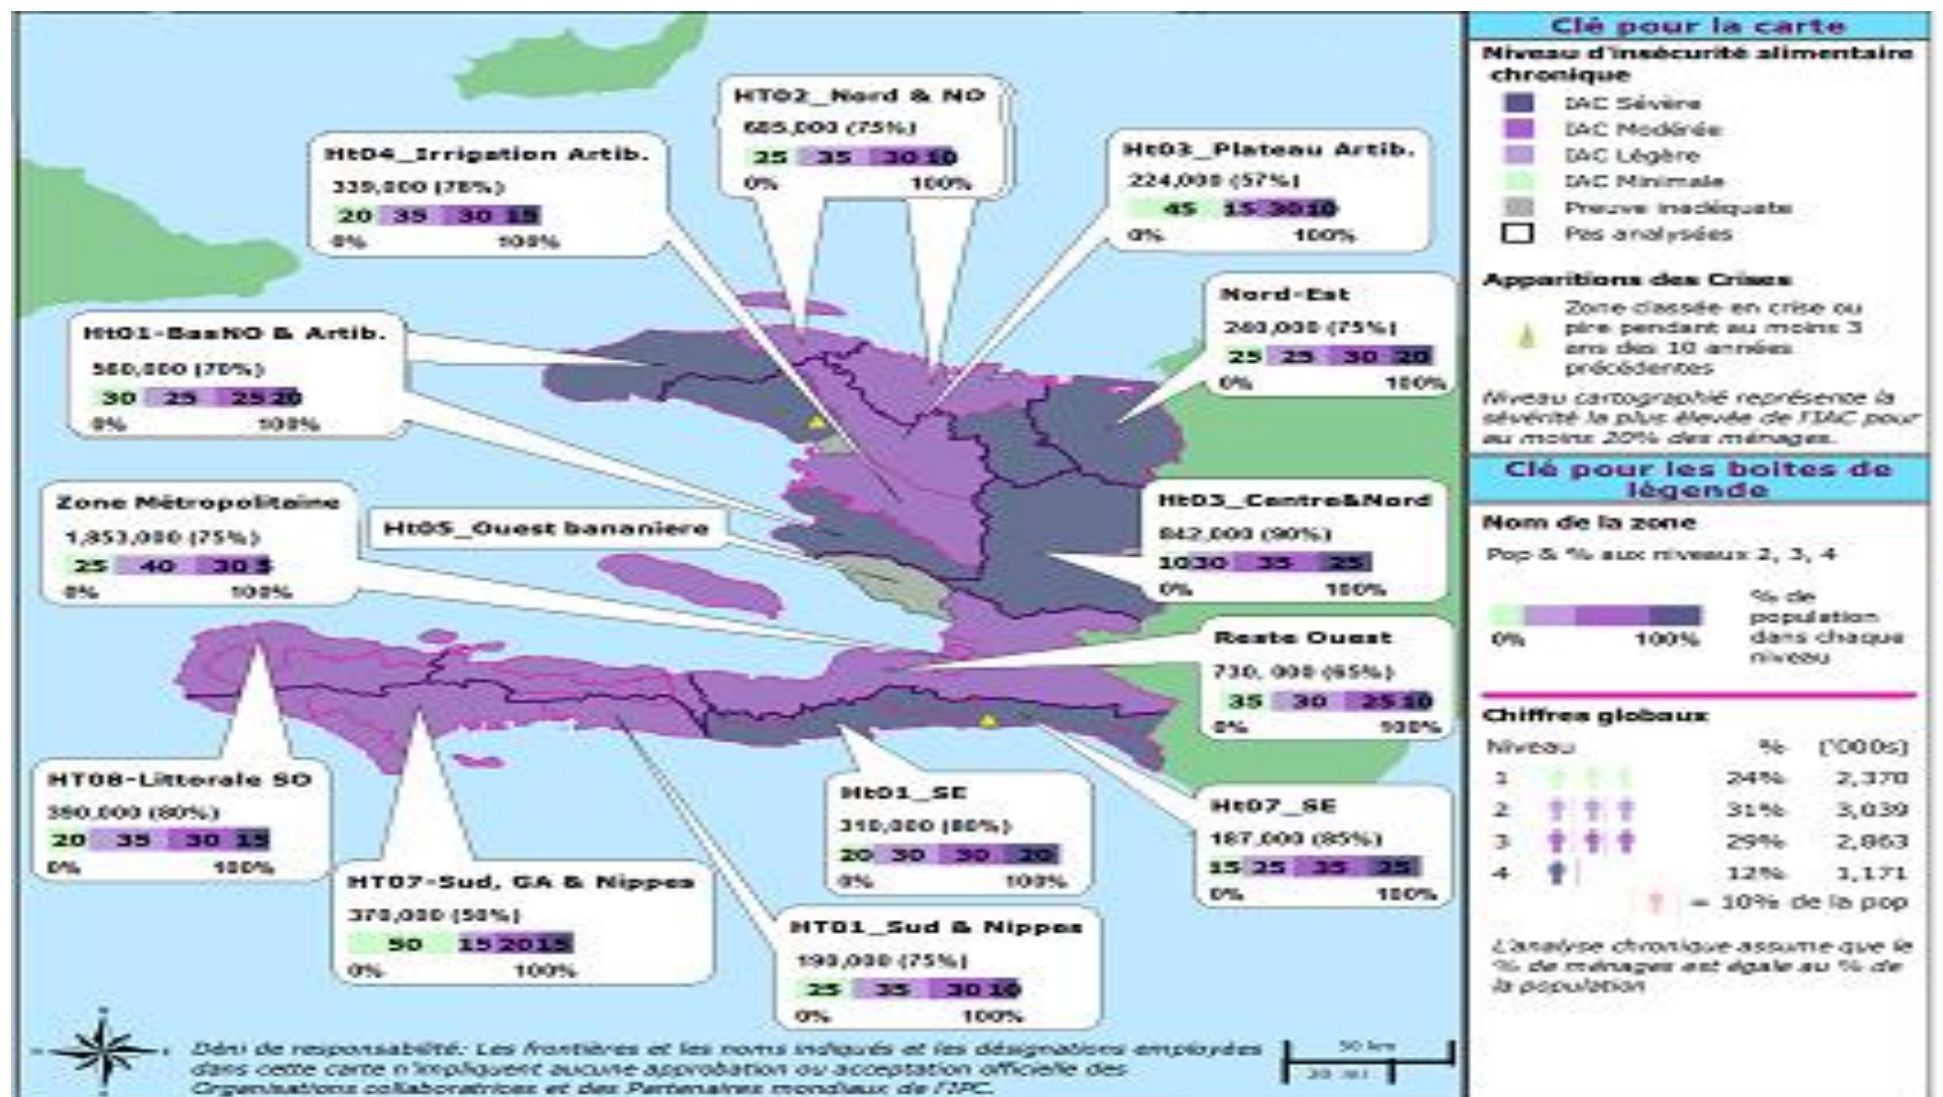 HT02_Nord & NO
685,000 (75%)
25 35 30 10
0% 100%
Ht04_Irrigation Artib.
339,000 (78%)
20 35 30 15
0% 100%
Ht03_Plateau Artib.
224,000 (57%)
45 15 30 10
0% 100%
Nord-Est
240,000 (75%)
25 25 30 20
0% 100%
Ht01-BasNO & Artib.
560,000 (70%)
30 25 25 20
0% 100%
Zone Métropolitaine
1,853,000 (75%)
25 40 30 5
0% 100%
Ht05_Ouest bananiere
Ht03_Centre&Nord
842,000 (90%)
10 30 35 25
0% 100%
Reste Ouest
730, 000 (65%)
35 30 25 10
0% 100%
HT08-Littorale SO
390,000 (80%)
20 35 30 15
0% 100%
HT07-Sud, GA & Nippes
370,000 (50%)
50 15 20 15
0% 100%
Ht01_SE
310,000 (80%)
20 30 30 20
0% 100%
Ht07_SE
187,000 (85%)
15 25 35 25
0% 100%
HT01_Sud & Nippes
190,000 (75%)
25 35 30 10
0% 100%
Déni de responsabilité: Les frontières et les noms indiqués et les désignations employées
dans cette carte n'impliquent aucune approbation ou acceptation officielle des
Organisations collaboratrices et des Partenaires mondiaux de l'IPC.
50 km
Clé pour la carte
Niveau d'insécurité alimentaire
chronique
IAC Sévère
IAC Modérée
IAC Légère
IAC Minimale
Preuve inadéquate
Pas analysées
Apparitions des Crises
Zone classée en crise ou
pire pendant au moins 3
ans des 10 années
précédentes
Niveau cartographié représente la
sévérité la plus élevée de l'IAC pour
au moins 20% des ménages.
Clé pour les boites de
légende
Nom de la zone
Pop & % aux niveaux 2, 3, 4
0% 100%
% de
population
dans chaque
niveau
Chiffres globaux
Niveau % ('000s)
1 24% 2,370
2 31% 3,039
3 29% 2,863
4 12% 1,171
= 10% de la pop
L'analyse chronique assume que le
% de ménages est égale au % de
la population